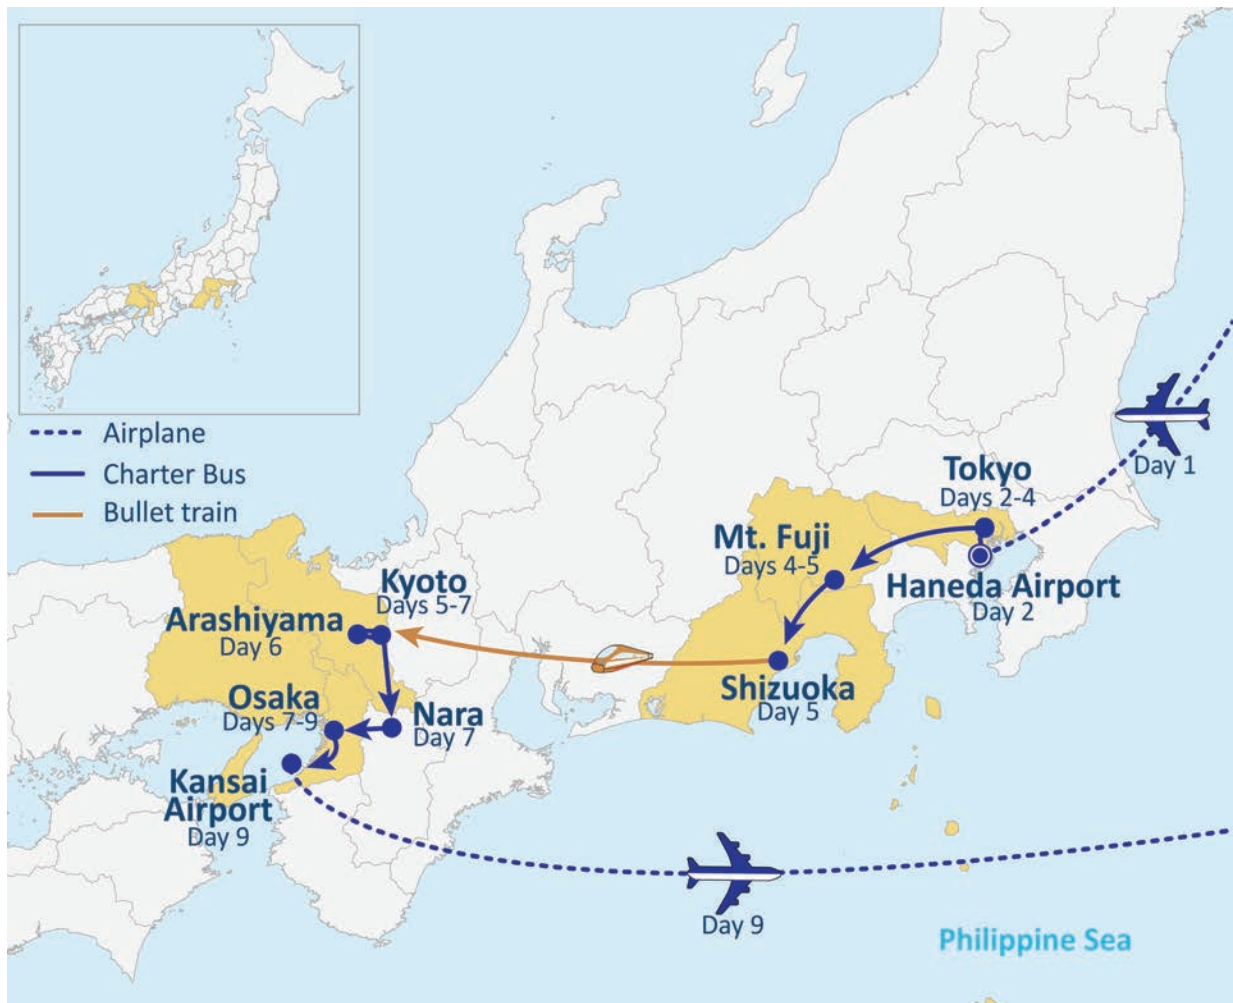 Airplane
Charter Bus
Bullet train
Day 1
Tokyo
Days 2-4
Mt. Fuji
Days 4-5
Haneda Airport
Day 2
Kyoto
Days 5-7
Arashiyama
Day 6
Shizuoka
Day 5
Osaka
Days 7-9
Nara
Day 7
Kansai
Airport
Day 9
Day 9
Philippine Sea